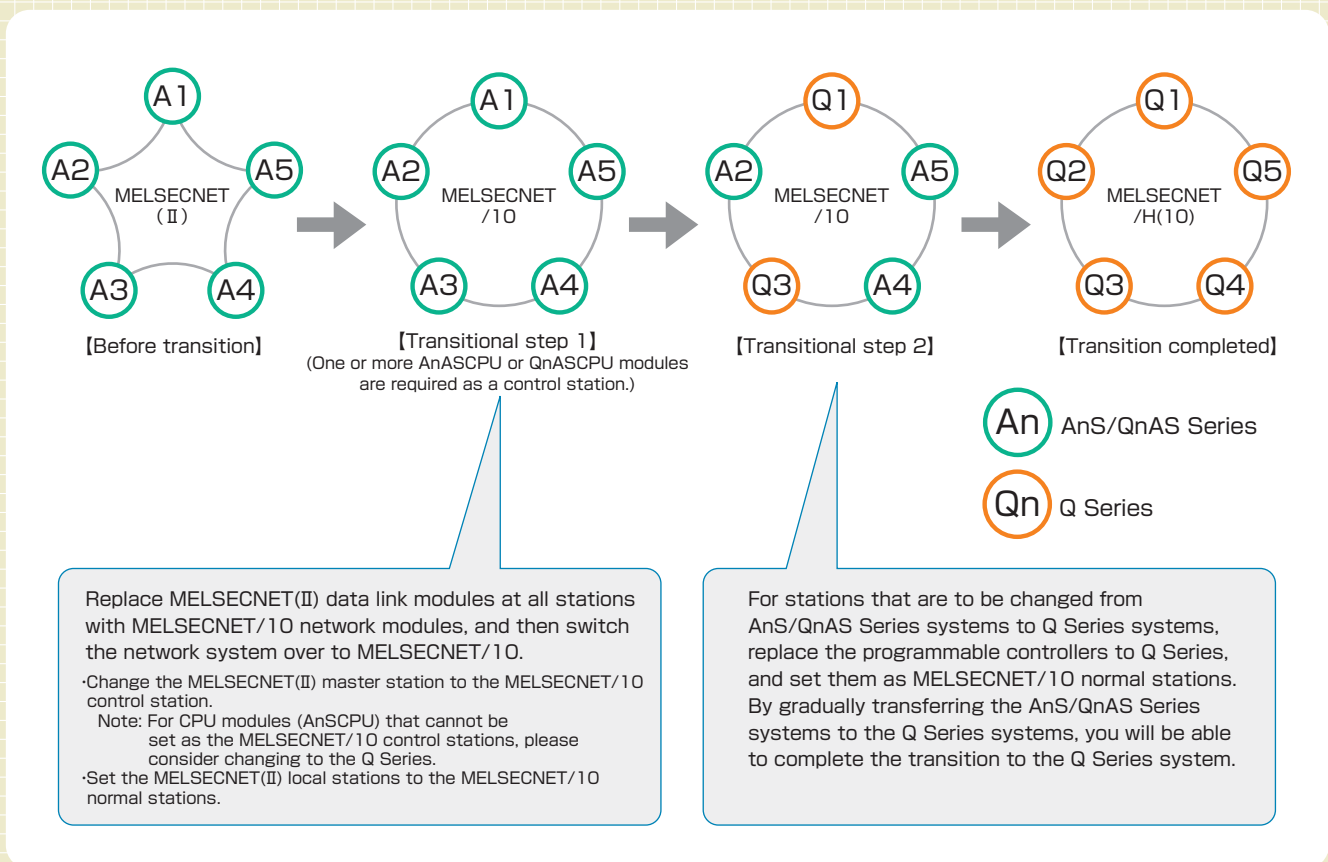 A1
A2
A5
MELSECNET
(Ⅱ)
A3
A4
【Before transition】
A1
A2
A5
MELSECNET
/10
A3
A4
【Transitional step 1】
(One or more AnASCPU or QnASCPU modules
are required as a control station.)
Q1
A2
A5
MELSECNET
/10
Q3
A4
【Transitional step 2】
Q1
Q2
Q5
MELSECNET
/H(10)
Q3
Q4
【Transition completed】
An AnS/QnAS Series
Qn Q Series
Replace MELSECNET(Ⅱ) data link modules at all stations
with MELSECNET/10 network modules, and then switch
the network system over to MELSECNET/10.
·Change the MELSECNET(Ⅱ) master station to the MELSECNET/10
control station.
Note: For CPU modules (AnSCPU) that cannot be
set as the MELSECNET/10 control stations, please
consider changing to the Q Series.
·Set the MELSECNET(Ⅱ) local stations to the MELSECNET/10
normal stations.
For stations that are to be changed from
AnS/QnAS Series systems to Q Series systems,
replace the programmable controllers to Q Series,
and set them as MELSECNET/10 normal stations.
By gradually transferring the AnS/QnAS Series
systems to the Q Series systems, you will be able
to complete the transition to the Q Series system.